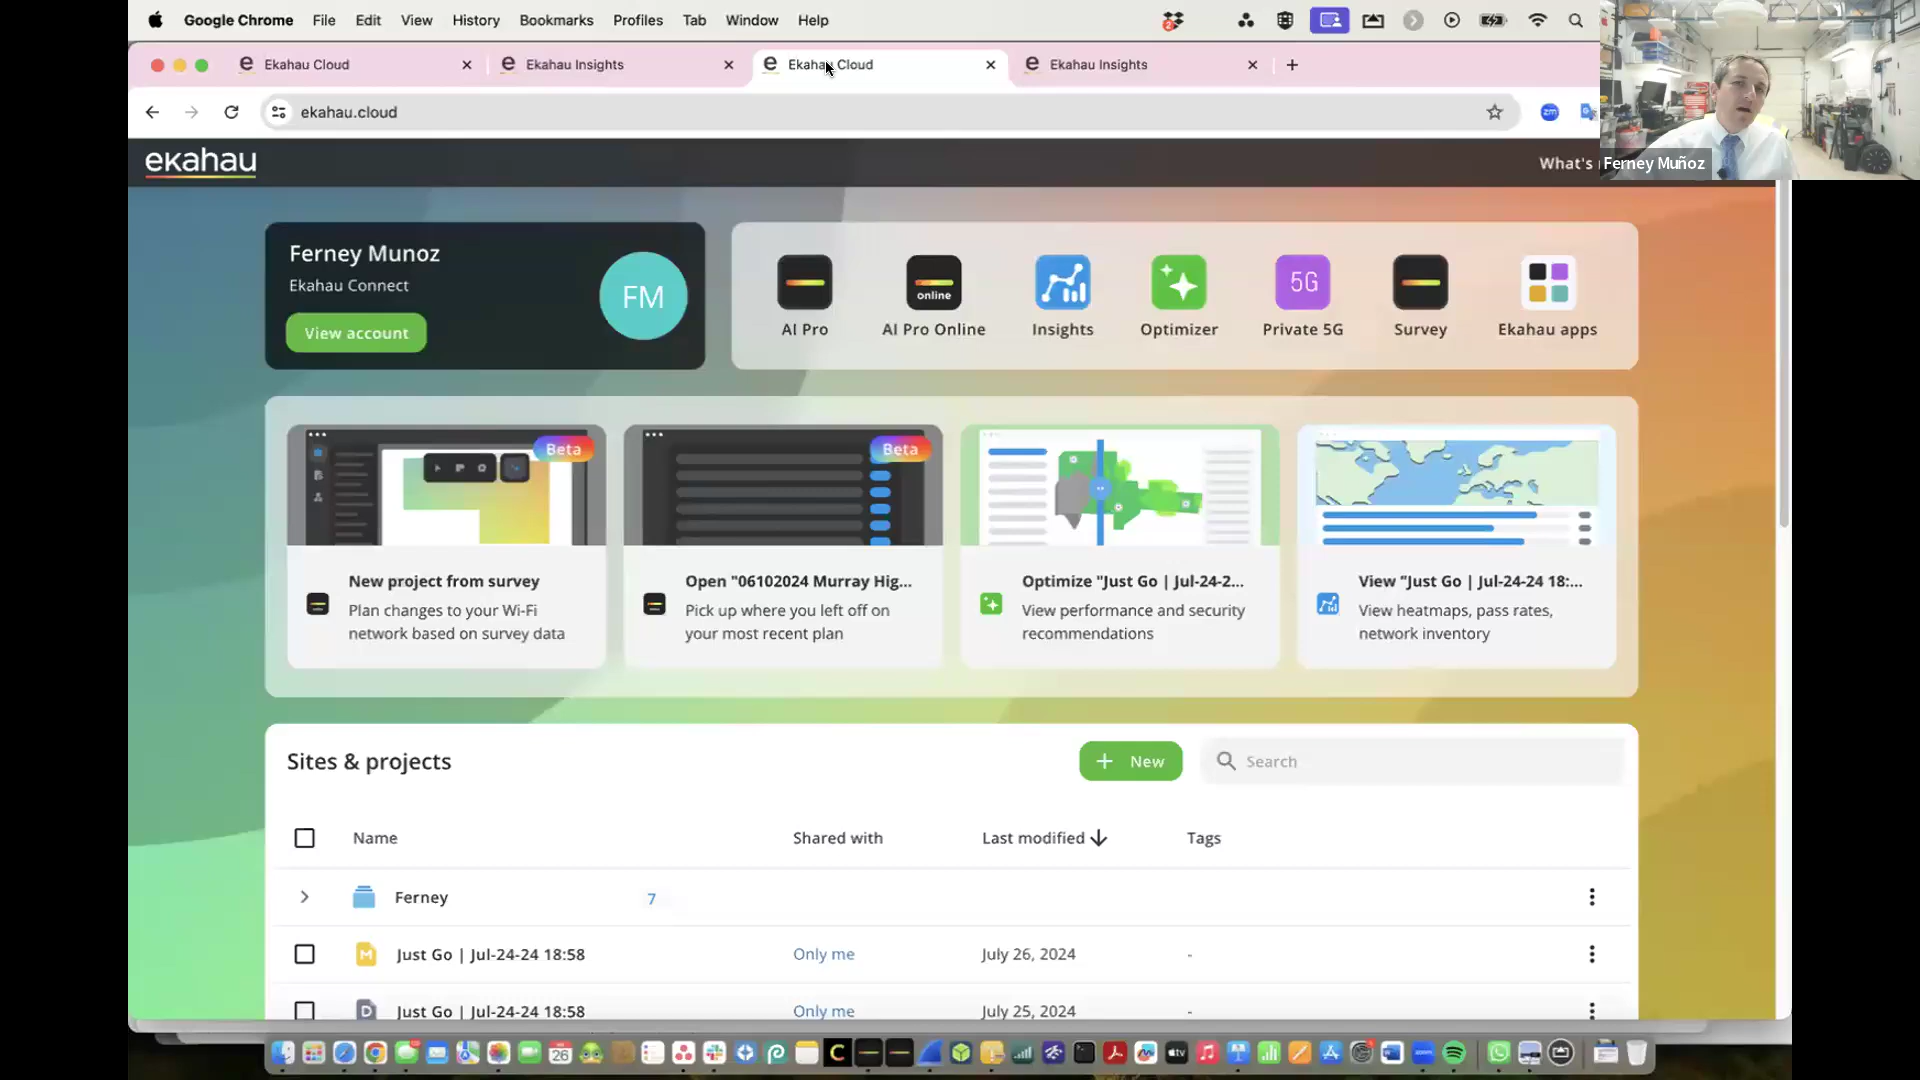 Google Chrome File Edit View History Bookmarks Profiles Tab Window Help
Ekahau Cloud
Ekahau Insights
Ekahau Cloud
Ekahau Insights
ekahau.cloud
ekahau
What's
Ferney Muñoz
Ferney Munoz
Ekahau Connect
View account
FM
online
5G
AI Pro
AI Pro Online
Insights
Optimizer
Private 5G
Survey
Ekahau apps
Beta
New project from survey
Plan changes to your Wi-Fi
network based on survey data
Beta
Open "06102024 Murray Hig...
Pick up where you left off on
your most recent plan
Optimize "Just Go | Jul-24-2...
View performance and security
recommendations
View "Just Go | Jul-24-24 18:...
View heatmaps, pass rates,
network inventory
Sites & projects
+ New
Search
Name Shared with Last modified Tags
Ferney 7
M Just Go | Jul-24-24 18:58 Only me July 26, 2024 -
D Just Go | Jul-24-24 18:58 Only me July 25, 2024 -
26